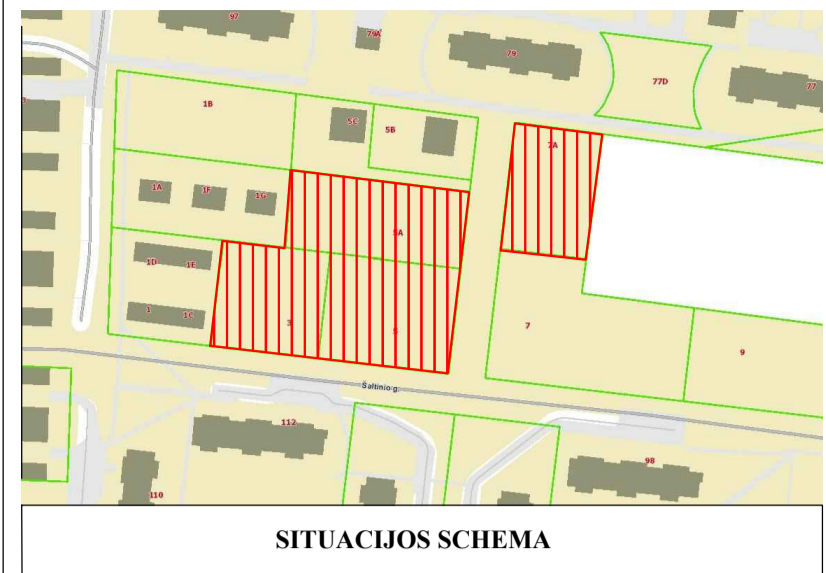 97
79A
79
77D
77
1B
5C
5B
7A
1A
1F
1G
5A
1D
1E
1
1C
3
5
7
9
Šaltinio g.
112
98
110
SITUACIJOS SCHEMA